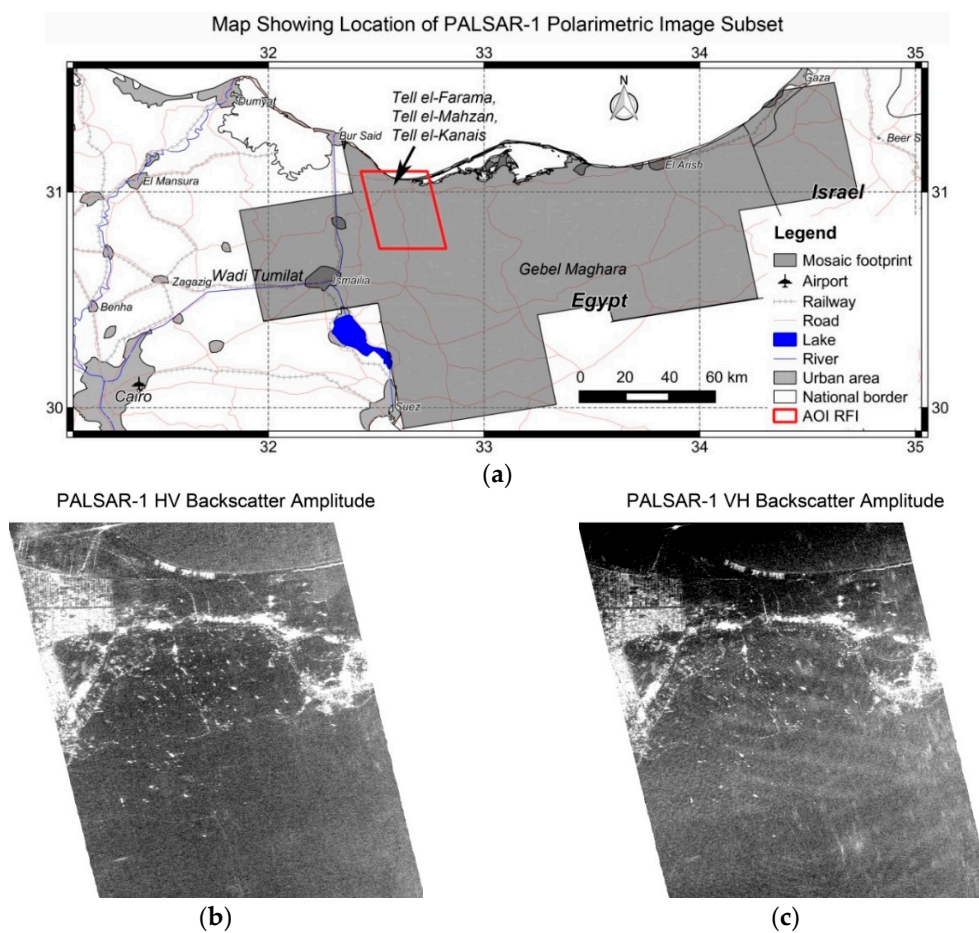 Map Showing Location of PALSAR-1 Polarimetric Image Subset
32
33
34
35
N
Gaza
Tell el-Farama,
Tell el-Mahzan,
Tell el-Kanais
Dumyat
Bur Said
El Arish
El Mansura
31
31
Israel
Legend
Mosaic footprint
Airport
Railway
Road
Lake
River
Urban area
National border
AOI RFI
Wadi Tumilat
Zagazig
Ismailia
Gebel Maghara
Benha
Egypt
Cairo
Suez
0 20 40 60 km
30
30
32
33
34
35
(a)
PALSAR-1 HV Backscatter Amplitude
PALSAR-1 VH Backscatter Amplitude
(b)
(c)